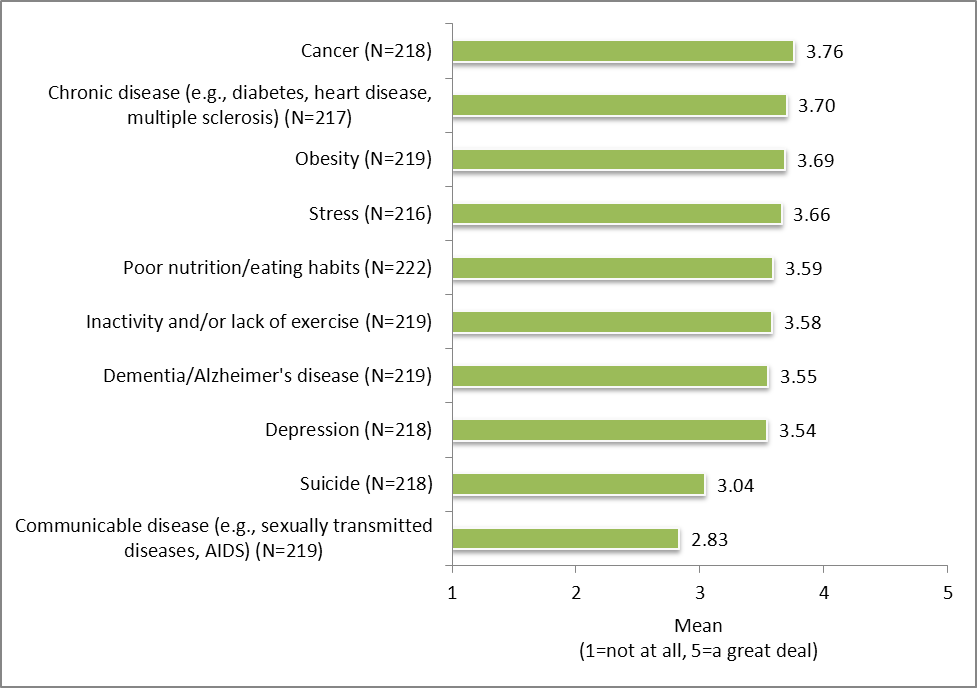 Cancer (N=218)
3.76
Chronic disease (e.g., diabetes, heart disease,
multiple sclerosis) (N=217)
3.70
Obesity (N=219)
3.69
Stress (N=216)
3.66
Poor nutrition/eating habits (N=222)
3.59
Inactivity and/or lack of exercise (N=219)
3.58
Dementia/Alzheimer's disease (N=219)
3.55
Depression (N=218)
3.54
Suicide (N=218)
3.04
Communicable disease (e.g., sexually transmitted
diseases, AIDS) (N=219)
2.83
1 2 3 4 5
Mean
(1=not at all, 5=a great deal)